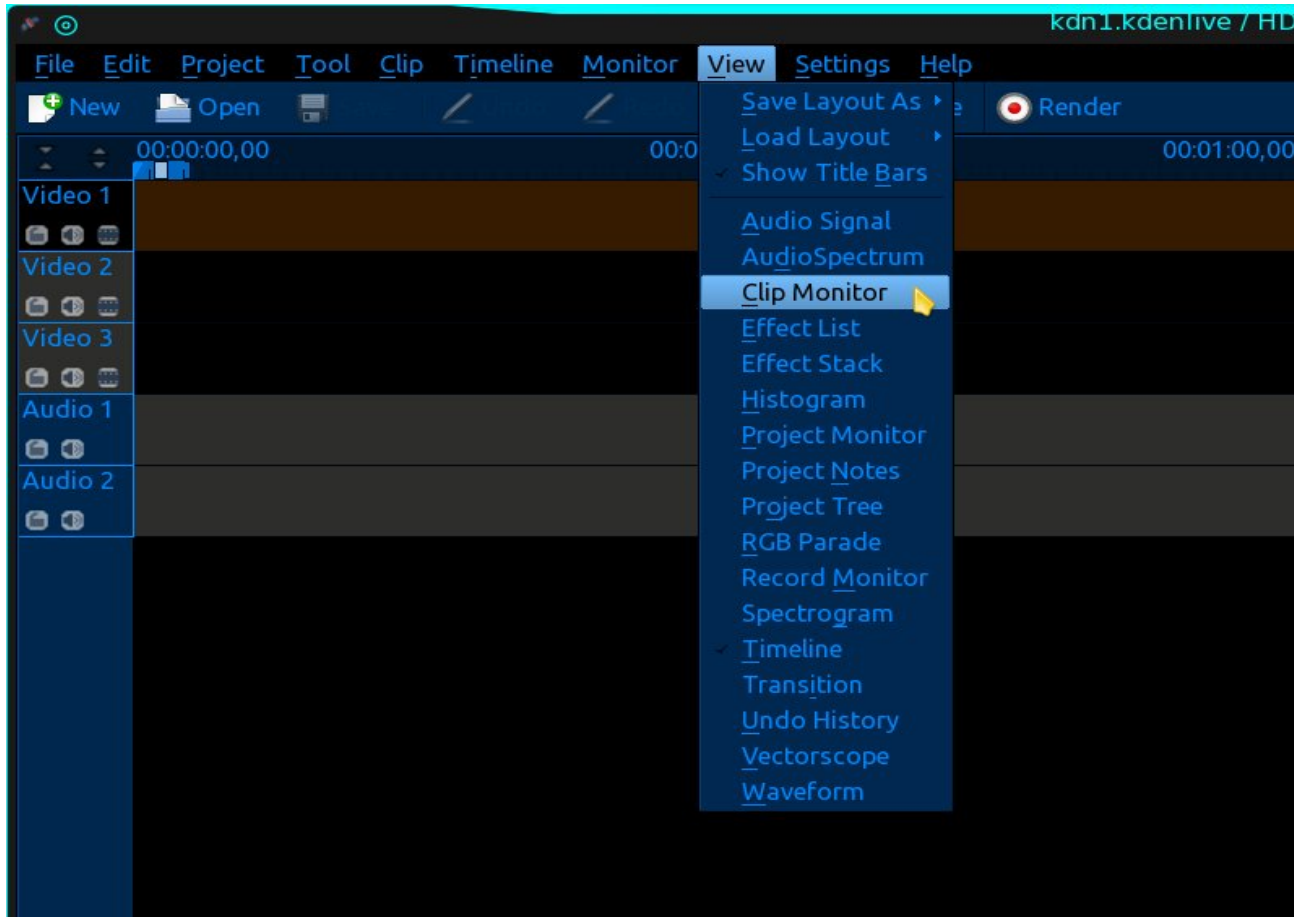 kdn1.kdenlive / HD
File Edit Project Tool Clip Timeline Monitor View Settings Help
New Open Render
00:00:00,00 00:0 00:01:00,00
Save Layout As
Load Layout
Show Title Bars
Video 1
Audio Signal
AudioSpectrum
Video 2
Clip Monitor
Effect List
Video 3
Effect Stack
Histogram
Audio 1
Project Monitor
Project Notes
Audio 2
Project Tree
RGB Parade
Record Monitor
Spectrogram
Timeline
Transition
Undo History
Vectorscope
Waveform